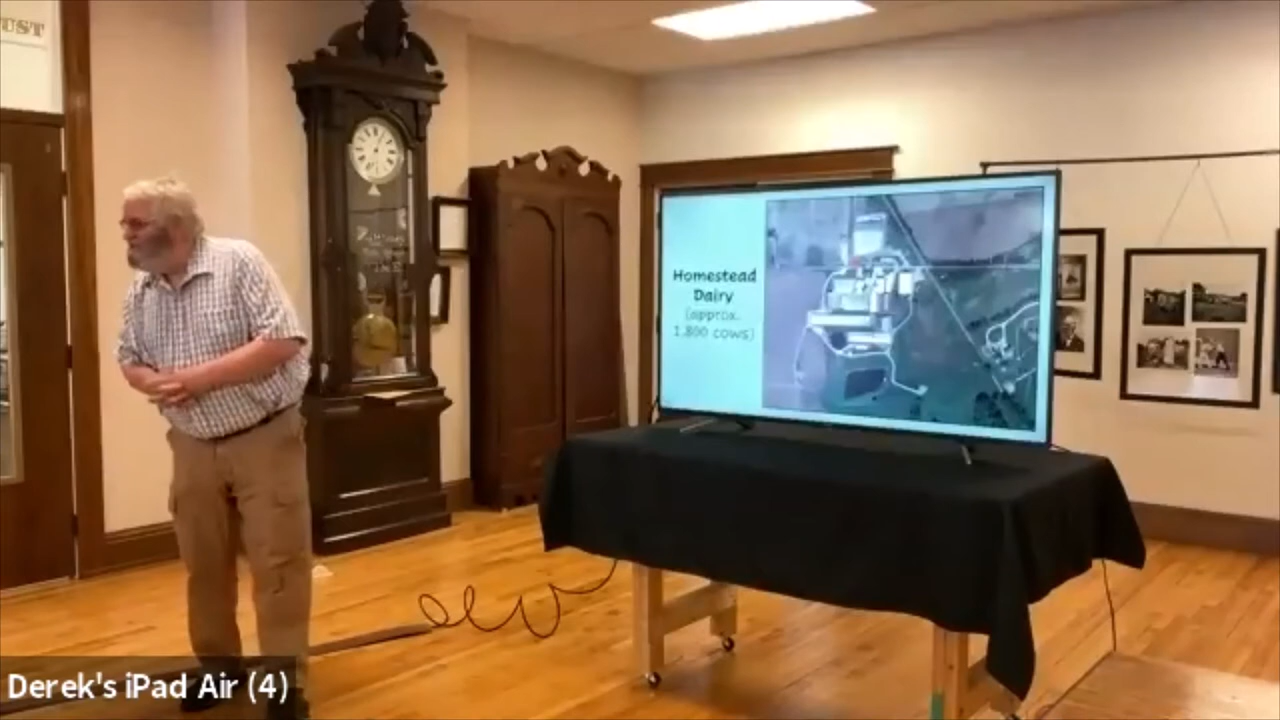 UST
Homestead
Dairy
(approx.
1,800 cows)
Derek's iPad Air (4)